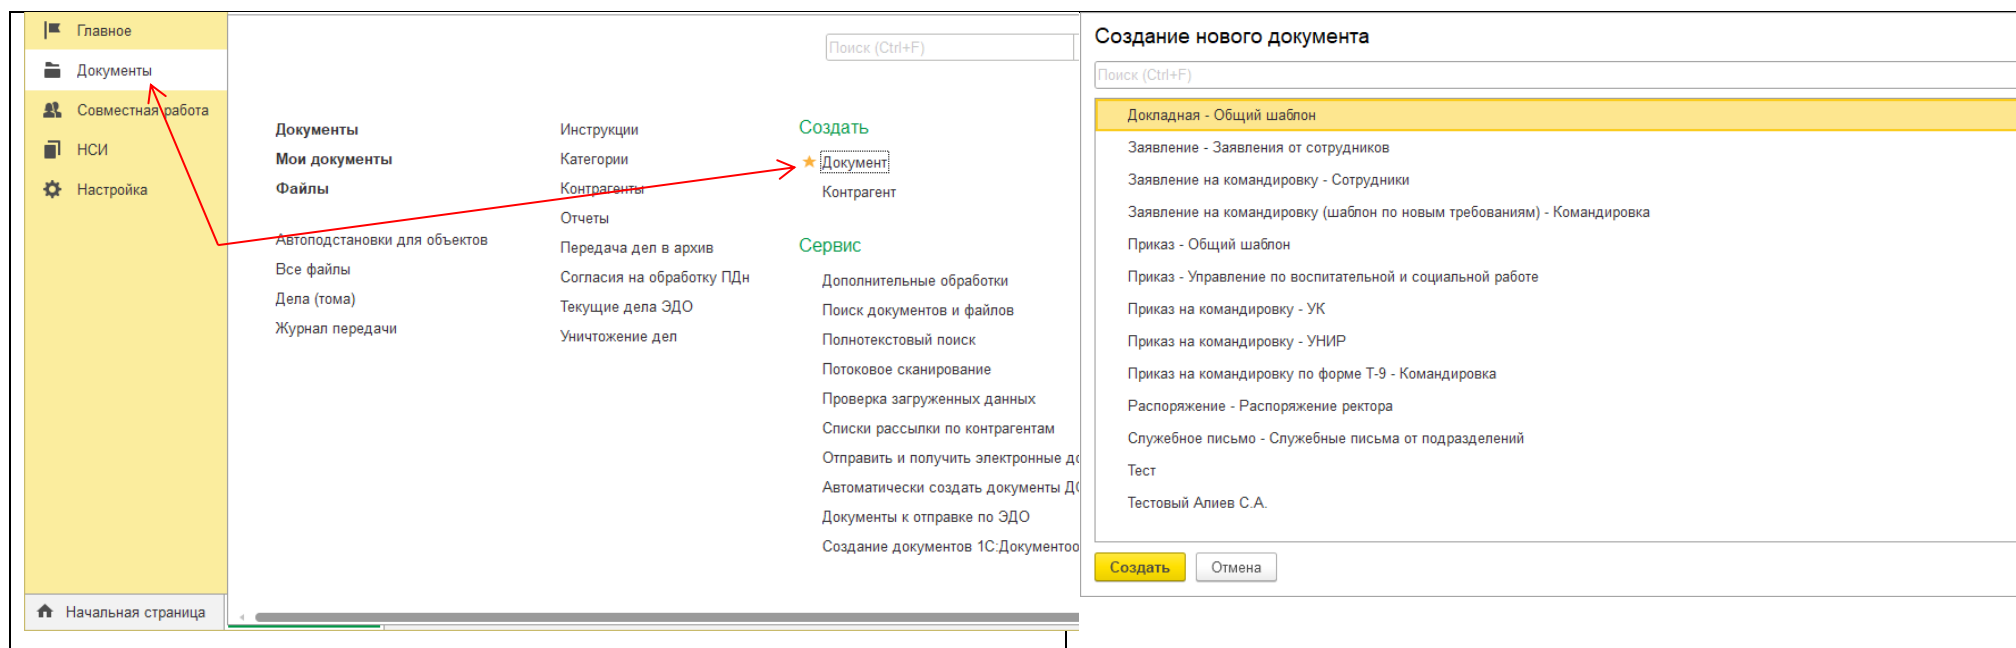 Главное
Документы
Совместная работа
НСИ
Настройка
Начальная страница
Поиск (Ctrl+F)
Документы
Мои документы
Файлы
Автоподстановки для объектов
Все файлы
Дела (тома)
Журнал передачи
Инструкции
Категории
Контрагенты
Отчеты
Передача дел в архив
Согласия на обработку ПДн
Текущие дела ЭДО
Уничтожение дел
Создать
Документ
Контрагент
Сервис
Дополнительные обработки
Поиск документов и файлов
Полнотекстовый поиск
Потоковое сканирование
Проверка загруженных данных
Списки рассылки по контрагентам
Отправить и получить электронные до
Автоматически создать документы ДО
Документы к отправке по ЭДО
Создание документов 1С:Документоо
Создание нового документа
Поиск (Ctrl+F)
Докладная - Общий шаблон
Заявление - Заявления от сотрудников
Заявление на командировку - Сотрудники
Заявление на командировку (шаблон по новым требованиям) - Командировка
Приказ - Общий шаблон
Приказ - Управление по воспитательной и социальной работе
Приказ на командировку - УК
Приказ на командировку - УНИР
Приказ на командировку по форме Т-9 - Командировка
Распоряжение - Распоряжение ректора
Служебное письмо - Служебные письма от подразделений
Тест
Тестовый Алиев С.А.
Создать
Отмена